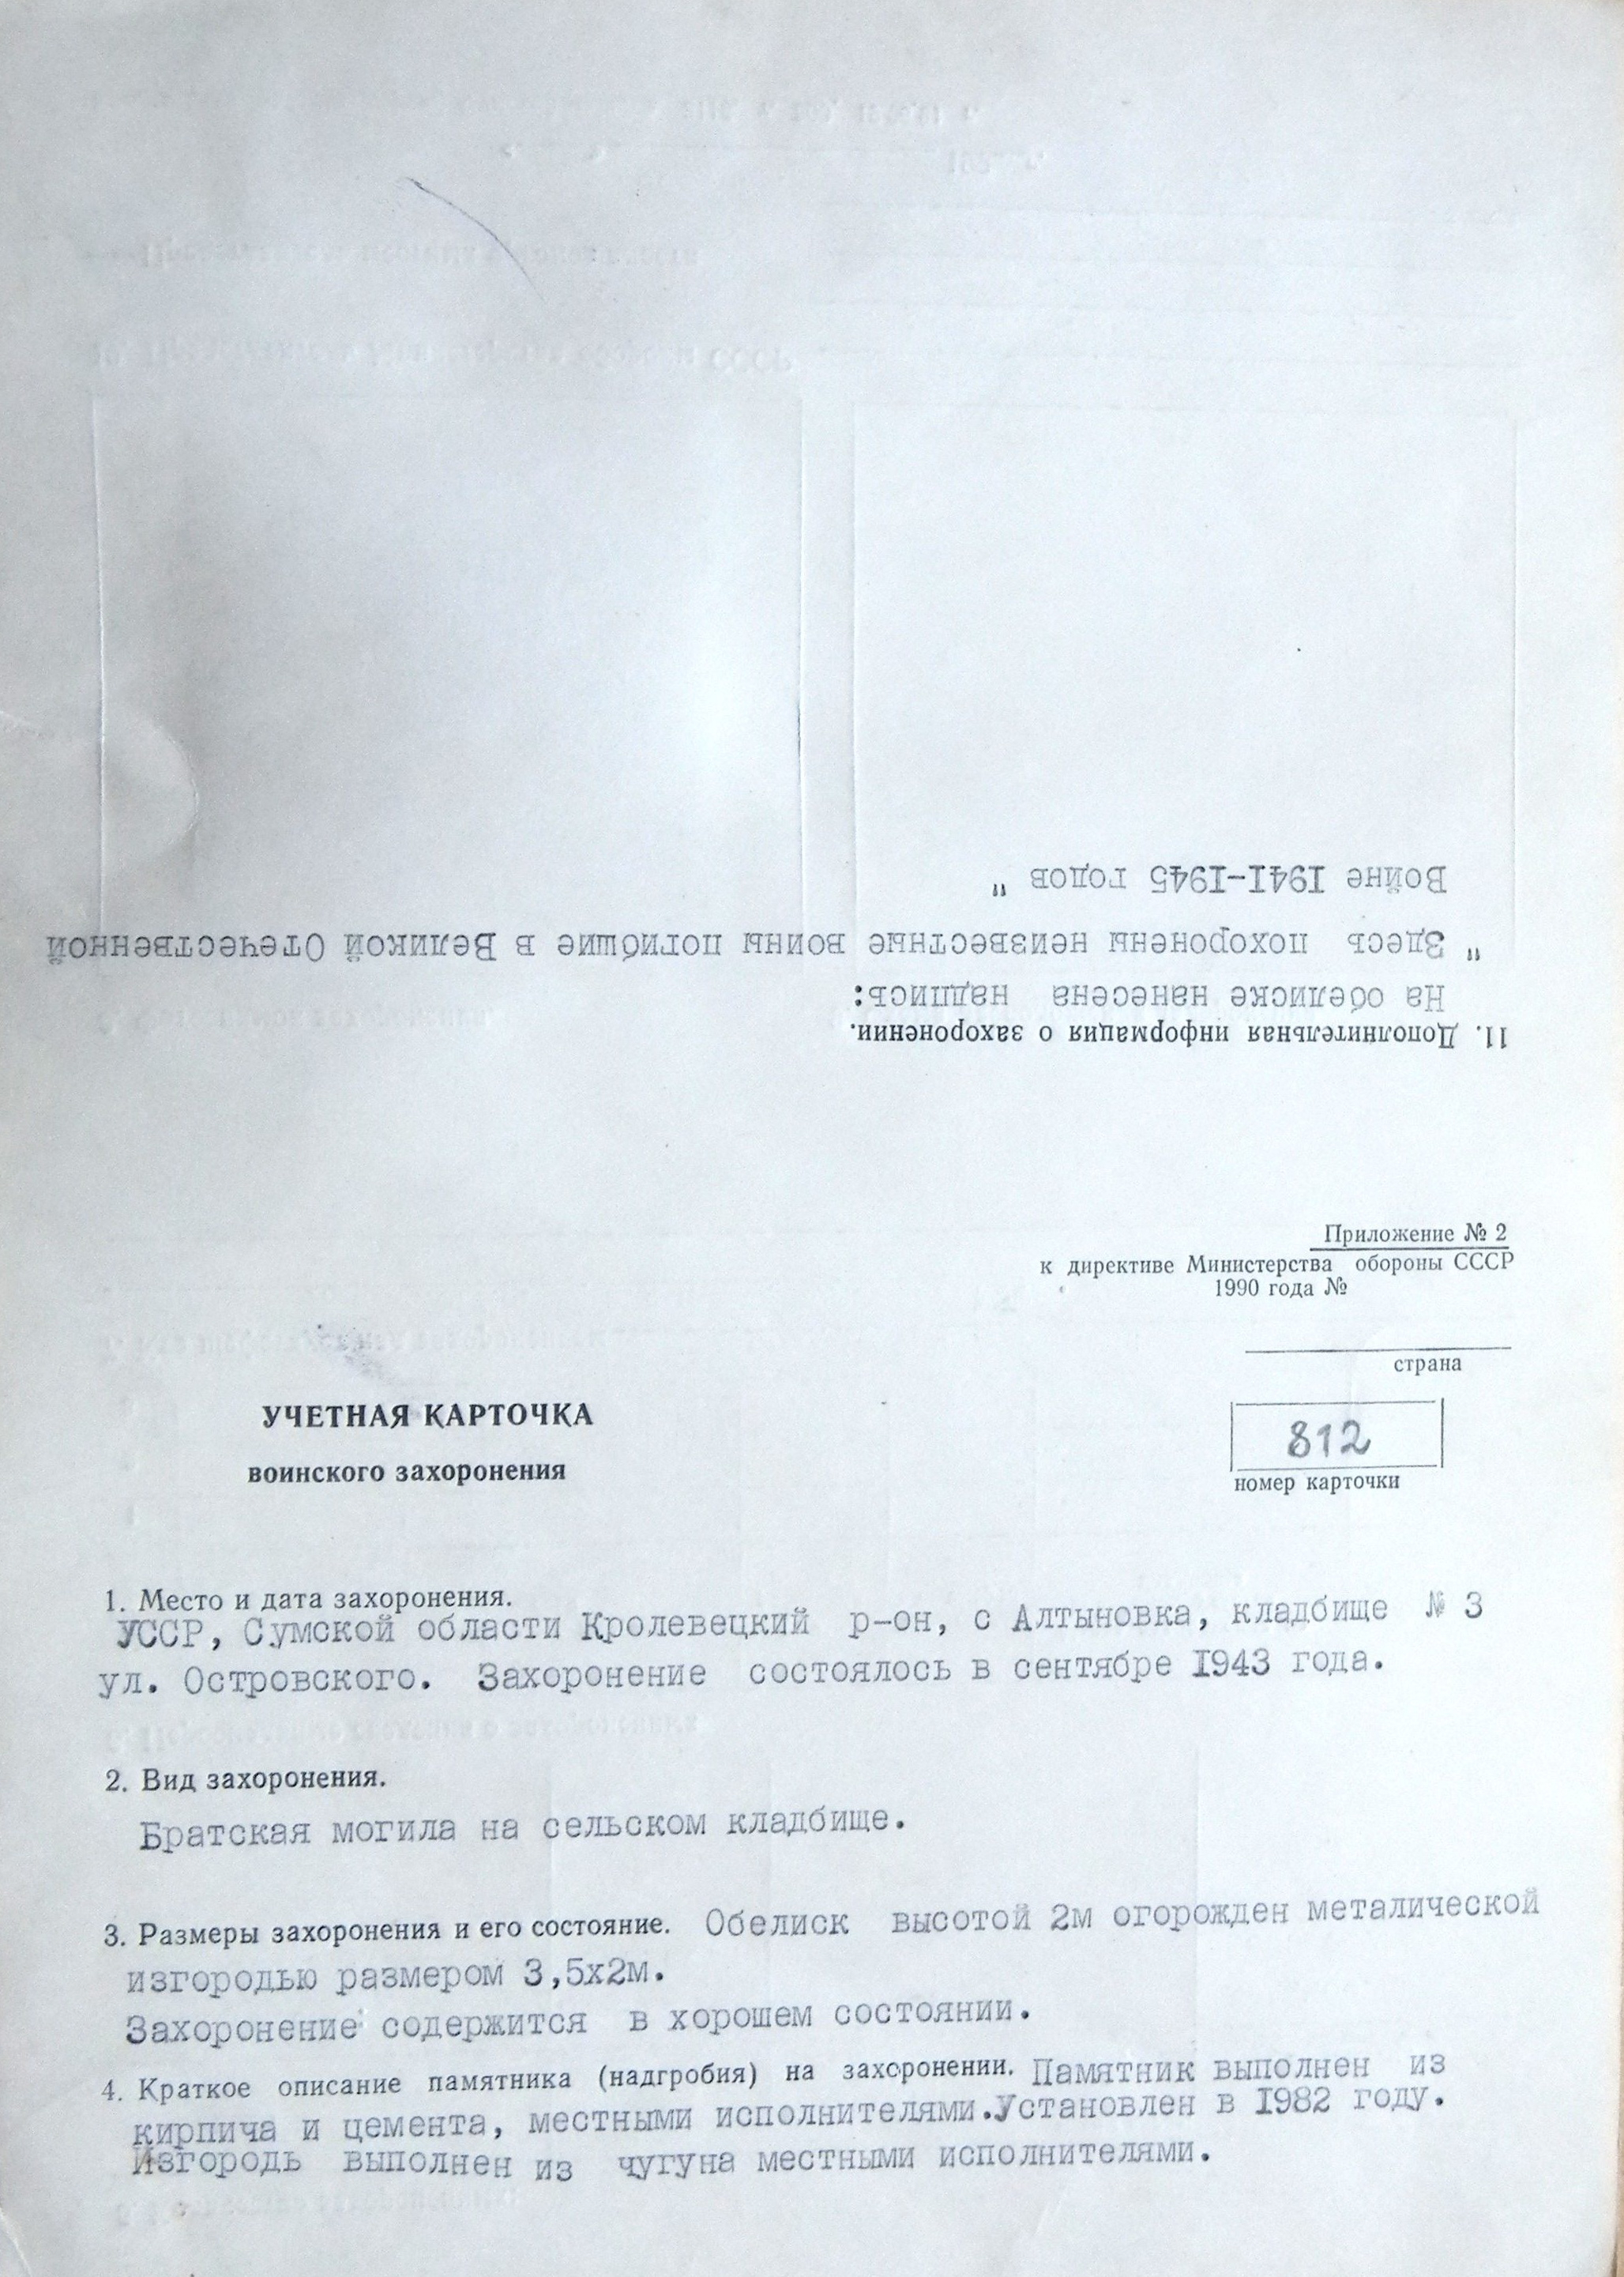 Приложение № 2
к директиве Министерства обороны СССР
1990 года №
страна
УЧЕТНАЯ КАРТОЧКА
воинского захоронения
812
номер карточки
1. Место и дата захоронения.
УССР, Сумской области Кролевецкий р-он, с Алтыновка, кладбище № 3
ул. Островского. Захоронение состоялось в сентябре 1943 года.
2. Вид захоронения.
Братская могила на сельском кладбище.
3. Размеры захоронения и его состояние. Обелиск высотой 2м огорожден металической
изгородью размером 3,5х2м.
Захоронение содержится в хорошем состоянии.
4. Краткое описание памятника (надгробия) на захоронении. Памятник выполнен из
кирпича и цемента, местными исполнителями.Установлен в 1982 году.
Изгородь выполнен из чугуна местными исполнителями.
11. Дополнительная информация о захоронении.
На обелиске нанесена надпись:
" Здесь похоронены неизвестные воины погибшие в Великой Отечественной
Войне 1941-1945 годов "